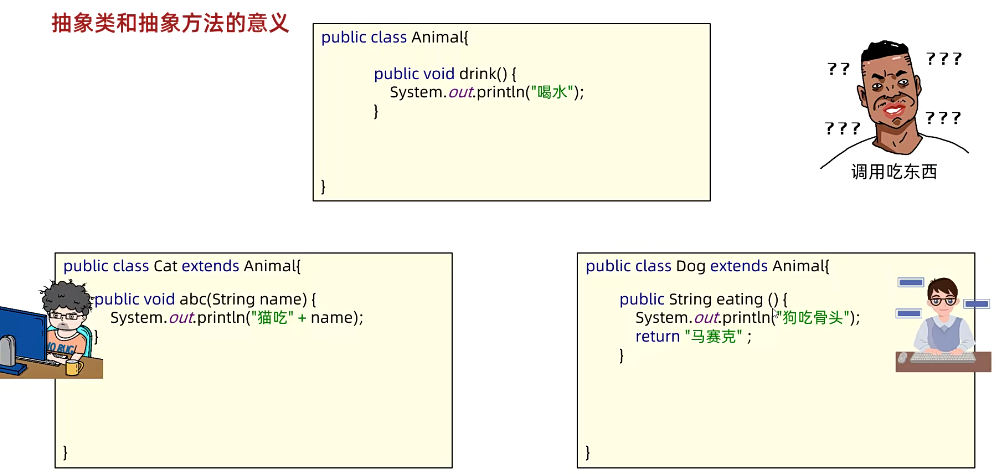 抽象类和抽象方法的意义
public class Animal{
public void drink() {
System.out.println("喝水");
}
}
??
???
???
???
调用吃东西
public class Cat extends Animal{
public void abc(String name) {
System.out.println("猫吃" + name);
}
}
NO BUG!
public class Dog extends Animal{
public String eating () {
System.out.println("狗吃骨头");
return "马赛克" ;
}
}